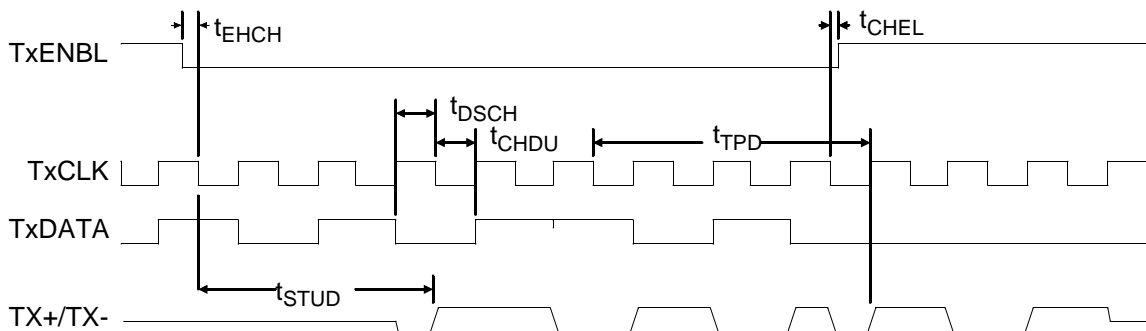 tEHCH
tCHEL
TxENBL
tDSCH
tCHDU
tTPD
TxCLK
TxDATA
tSTUD
TX+/TX-